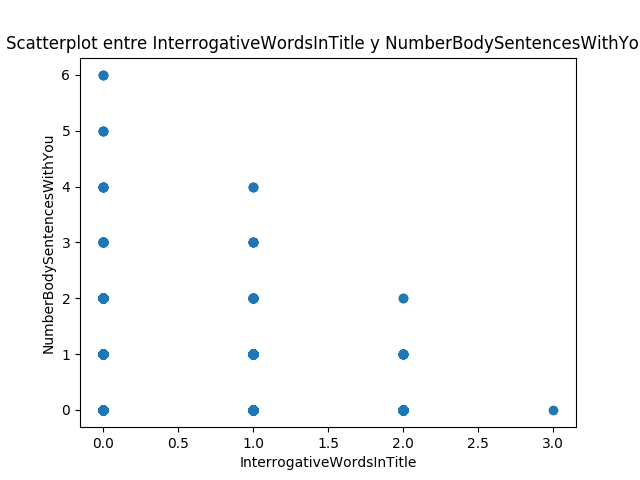 Scatterplot entre InterrogativeWordsInTitle y NumberBodySentencesWithYo
6
5
4
3
2
1
0
NumberBodySentencesWithYou
0.0 0.5 1.0 1.5 2.0 2.5 3.0
InterrogativeWordsInTitle